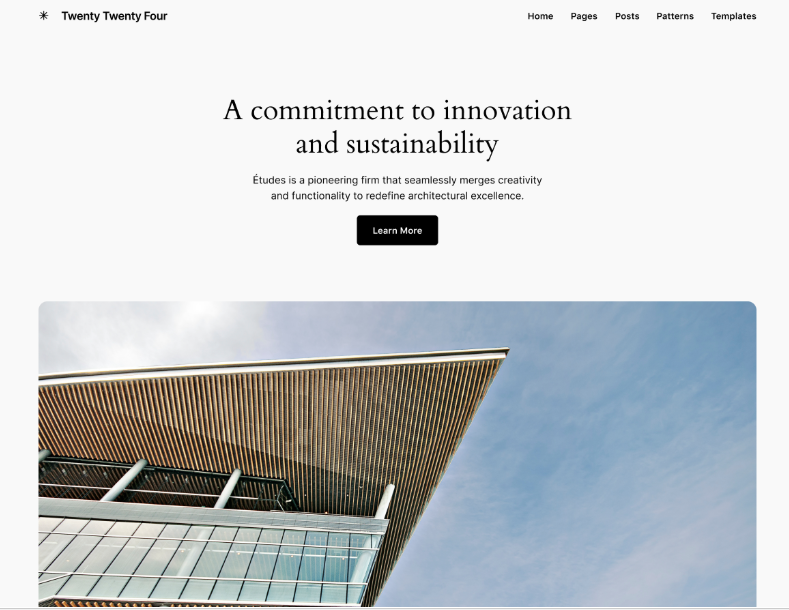 Twenty Twenty Four
Home Pages Posts Patterns Templates
A commitment to innovation
and sustainability
Études is a pioneering firm that seamlessly merges creativity
and functionality to redefine architectural excellence.
Learn More